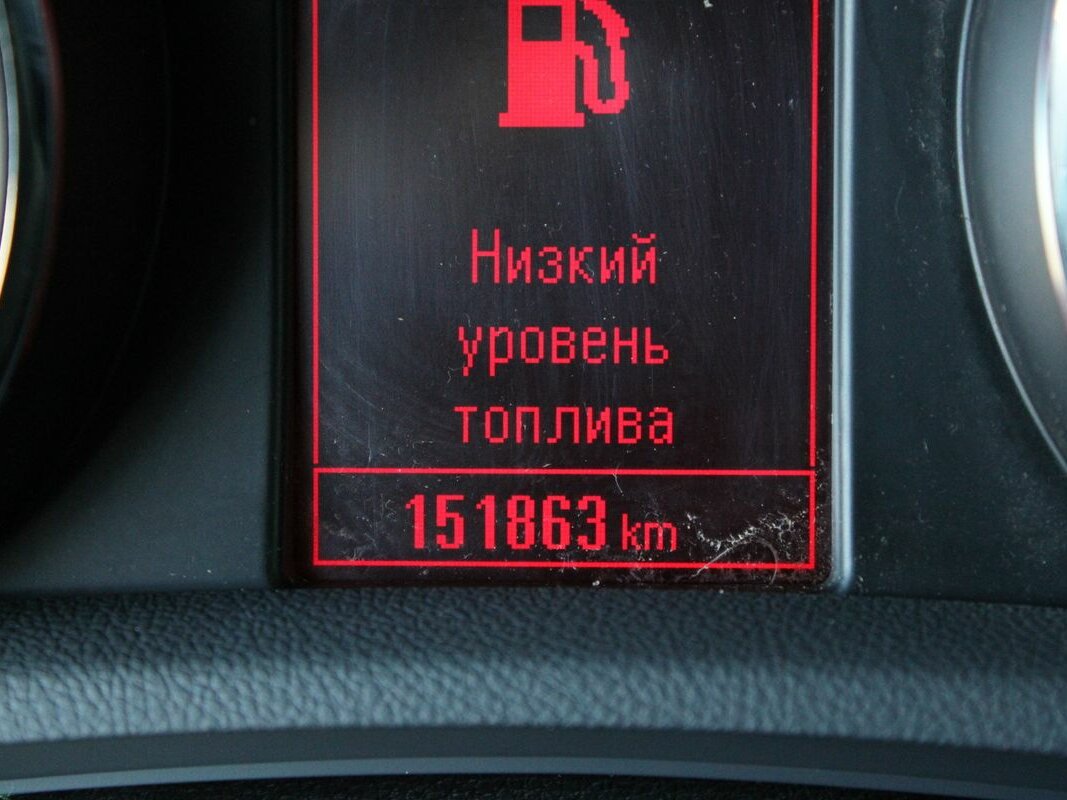 Низкий
уровень
топлива
151863 km